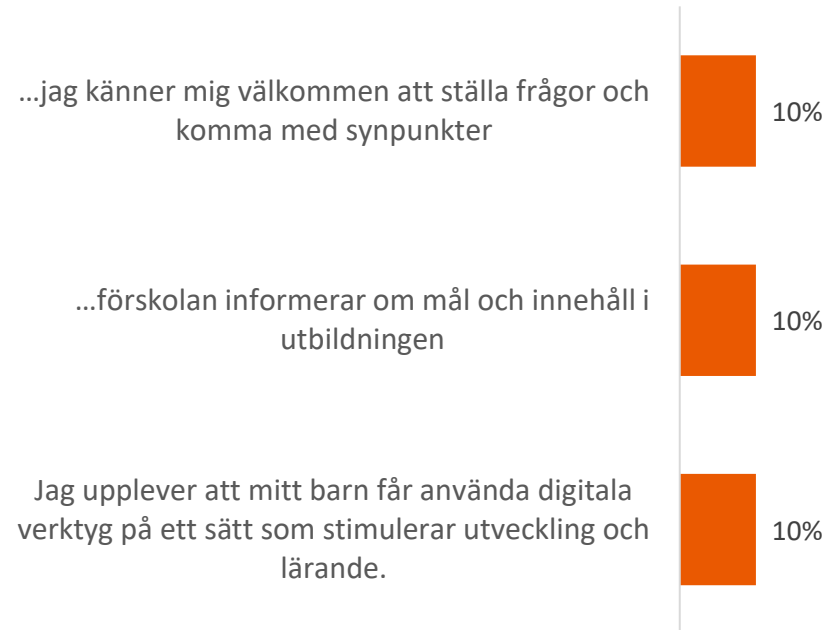 ...jag känner mig välkommen att ställa frågor och
komma med synpunkter
10%
...förskolan informerar om mål och innehåll i
utbildningen
10%
Jag upplever att mitt barn får använda digitala
verktyg på ett sätt som stimulerar utveckling och
lärande.
10%